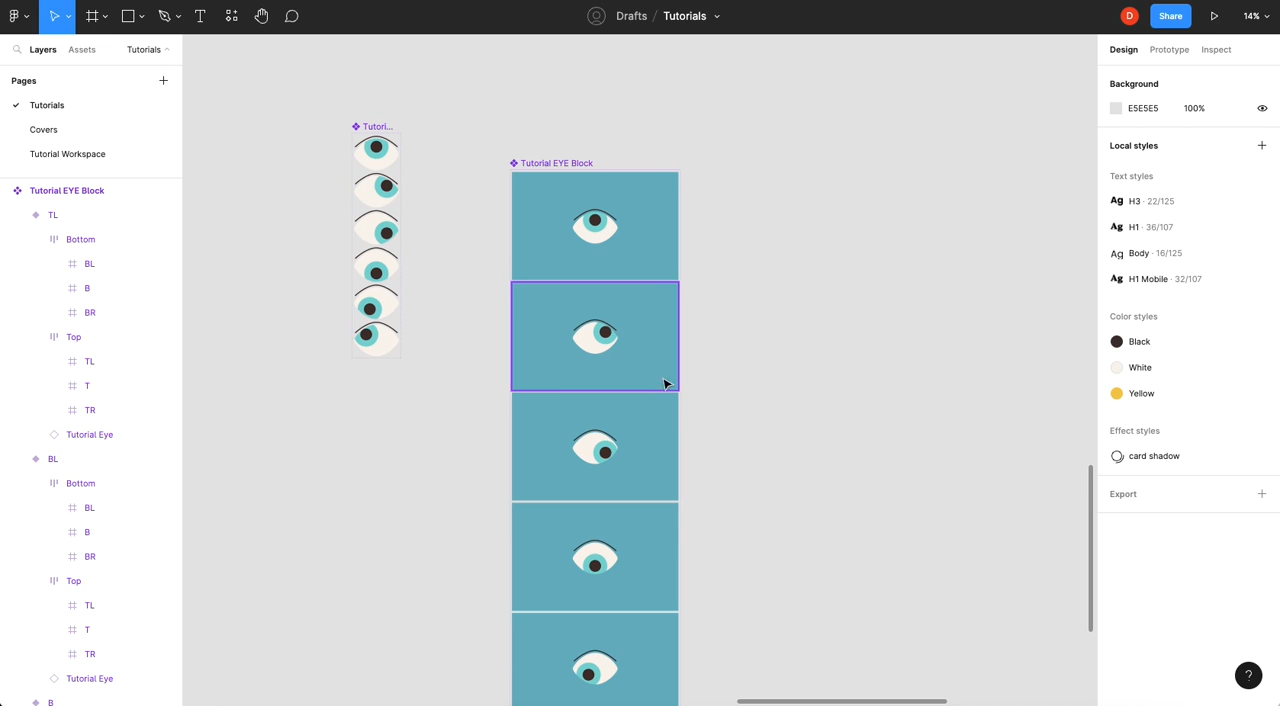 Drafts / Tutorials
D
Share
14%
Layers
Assets
Tutorials
Pages
Tutorials
Covers
Tutorial Workspace
Tutorial EYE Block
TL
Bottom
BL
B
BR
Top
TL
T
TR
Tutorial Eye
BL
Bottom
BL
B
BR
Top
TL
T
TR
Tutorial Eye
B
Tutori...
Tutorial EYE Block
Design
Prototype
Inspect
Background
E5E5E5
100%
Local styles
Text styles
Ag H3 · 22/125
Ag H1 · 36/107
Ag Body · 16/125
Ag H1 Mobile · 32/107
Color styles
Black
White
Yellow
Effect styles
card shadow
Export
?